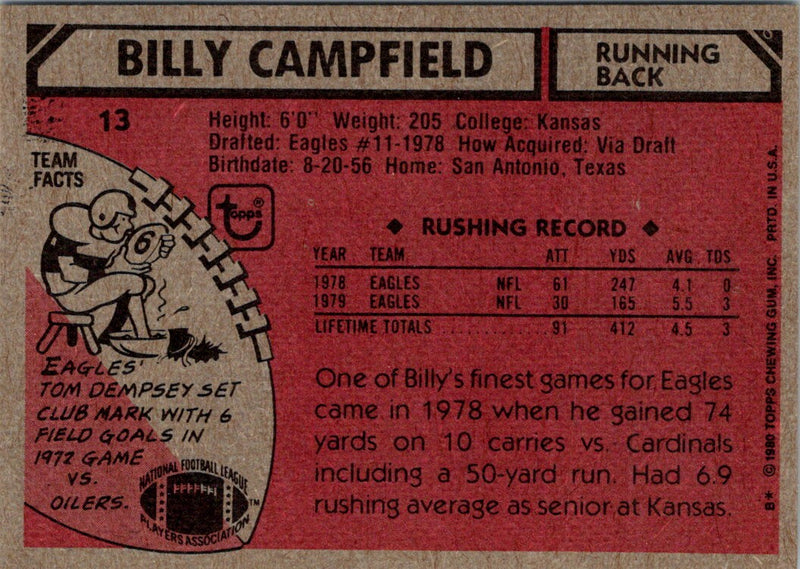 BILLY CAMPFIELD
RUNNING
BACK
13
Height: 6'0" Weight: 205 College: Kansas
Drafted: Eagles #11-1978 How Acquired: Via Draft
Birthdate: 8-20-56 Home: San Antonio, Texas
TEAM
FACTS
6
topps®
EAGLES'
TOM DEMPSEY SET
CLUB MARK WITH 6
FIELD GOALS IN
1972 GAME
VS.
OILERS.
NATIONAL FOOTBALL LEAGUE
PLAYERS ASSOCIATION
™
◆ RUSHING RECORD ◆
YEAR TEAM ATT YDS AVG TDS
1978 EAGLES NFL 61 247 4.1 0
1979 EAGLES NFL 30 165 5.5 3
LIFETIME TOTALS .............. 91 412 4.5 3
One of Billy's finest games for Eagles
came in 1978 when he gained 74
yards on 10 carries vs. Cardinals
including a 50-yard run. Had 6.9
rushing average as senior at Kansas.
B* © 1980 TOPPS CHEWING GUM, INC. PRTD. IN U.S.A.